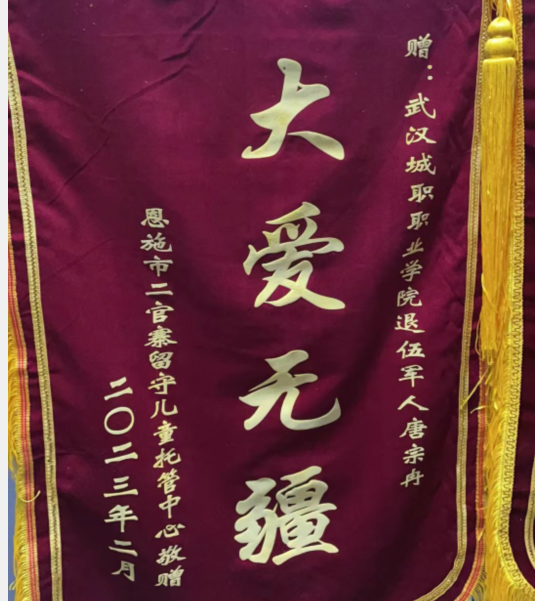 赠：武汉城职职业学院退伍军人唐宗冉
大爱无疆
恩施市二官寨留守儿童托管中心敬赠
二〇二三年二月